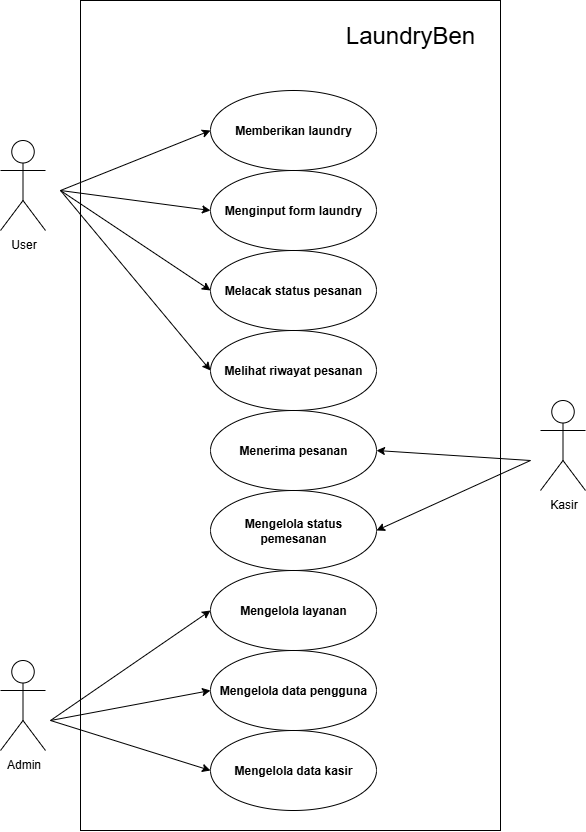 LaundryBen
Memberikan laundry
Menginput form laundry
User
Melacak status pesanan
Melihat riwayat pesanan
Menerima pesanan
Kasir
Mengelola status
pemesanan
Mengelola layanan
Mengelola data pengguna
Admin
Mengelola data kasir